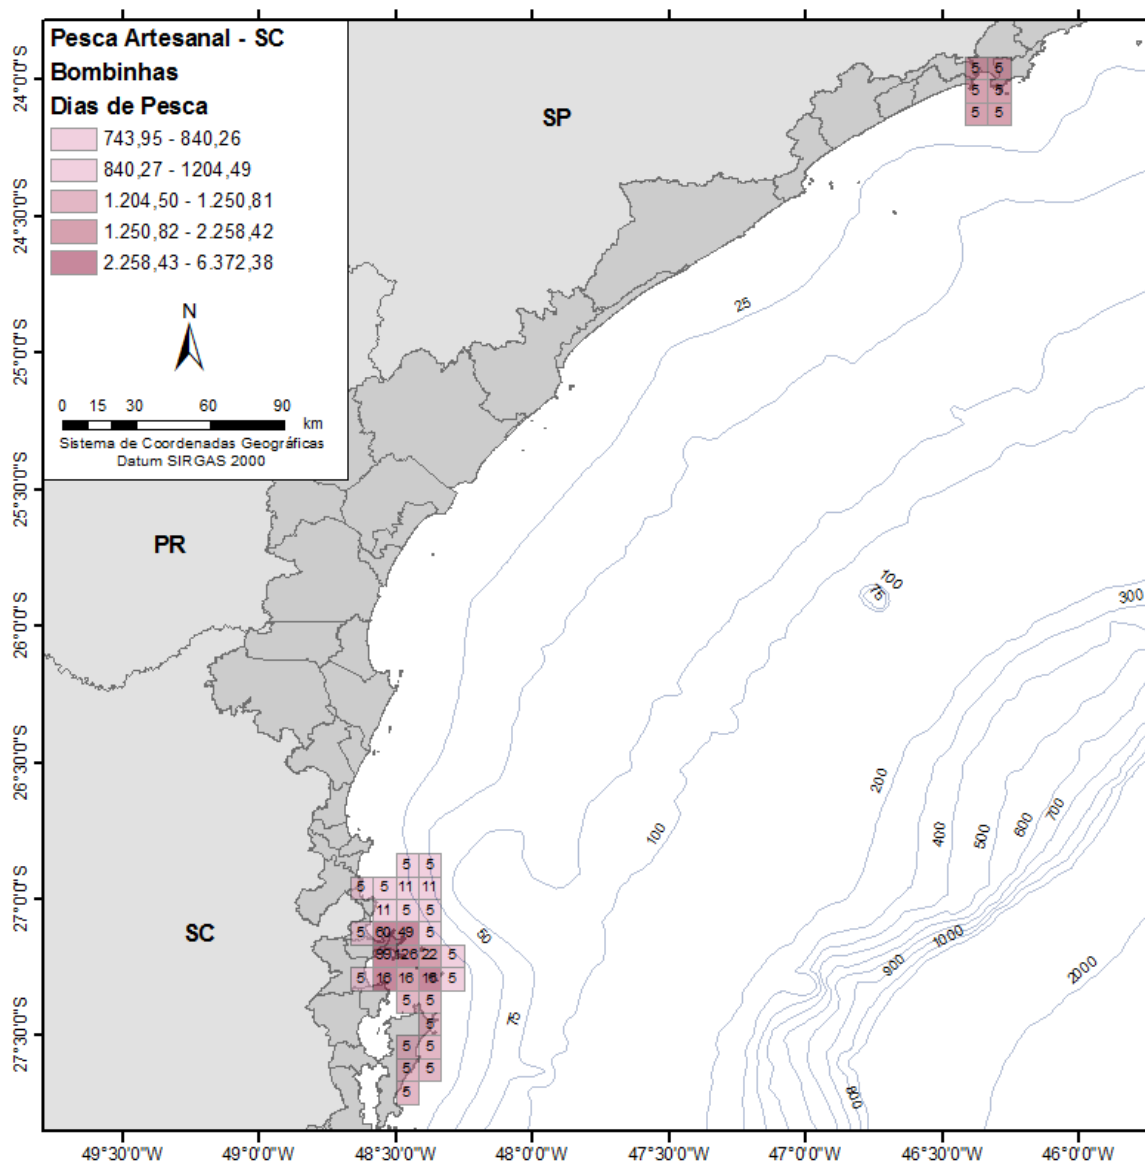 Pesca Artesanal - SC
Bombinhas
Dias de Pesca
743,95 - 840,26
840,27 - 1204,49
1.204,50 - 1.250,81
1.250,82 - 2.258,42
2.258,43 - 6.372,38
N
0 15 30 60 90
km
Sistema de Coordenadas Geográficas
Datum SIRGAS 2000
SP
PR
SC
24°0'0"S
24°30'0"S
25°0'0"S
25°30'0"S
26°0'0"S
26°30'0"S
27°0'0"S
27°30'0"S
5 5
5 5
5 5
25
100
75
300
200
400
500
600
700
100
5 5
5 5 11 11
11 5 5
5 60 49 5
126 22 5
5 16 16 16 5
5 5
5
5 5
5 5
5
50
75
1000
900
2000
800
49°30'0"W 49°0'0"W 48°30'0"W 48°0'0"W 47°30'0"W 47°0'0"W 46°30'0"W 46°0'0"W